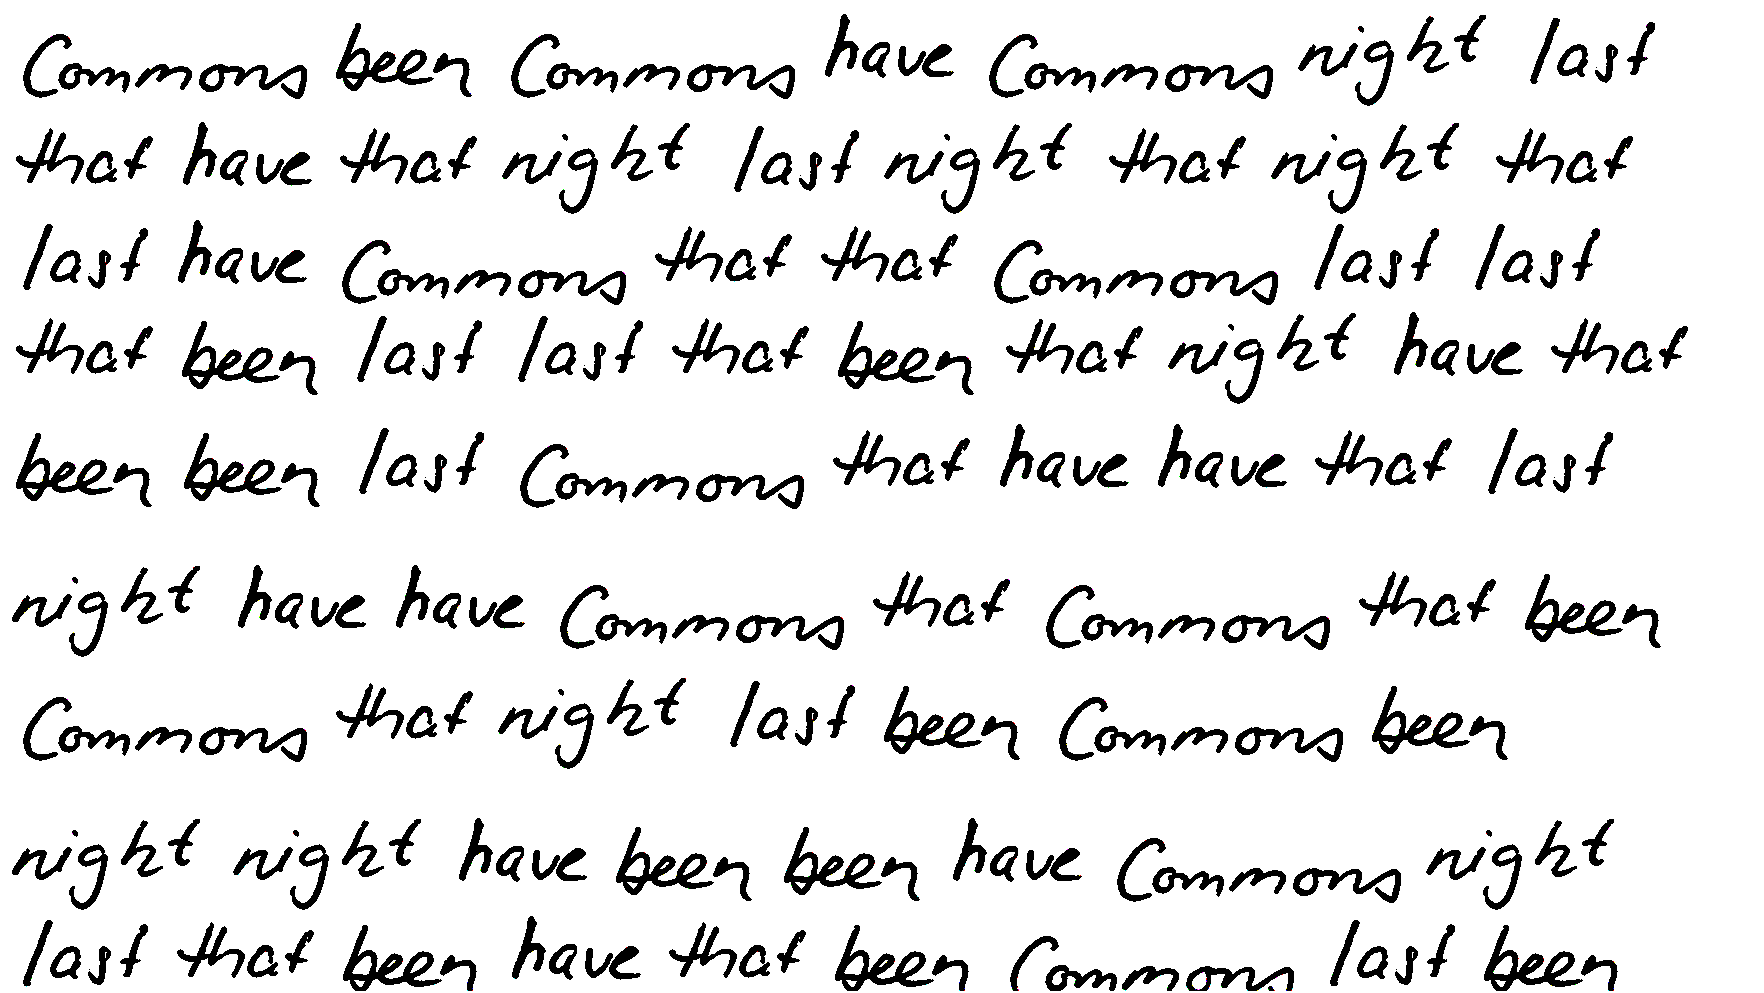 Commons been Commons have Commons night last
that have that night last night that night that
last have Commons that that Commons last last
that been last last that been that night have that
been been last Commons that have have that last
night have have Commons that Commons that been
Commons that night last been Commons been
night night have been been have Commons night
last that been have that been Commons last been